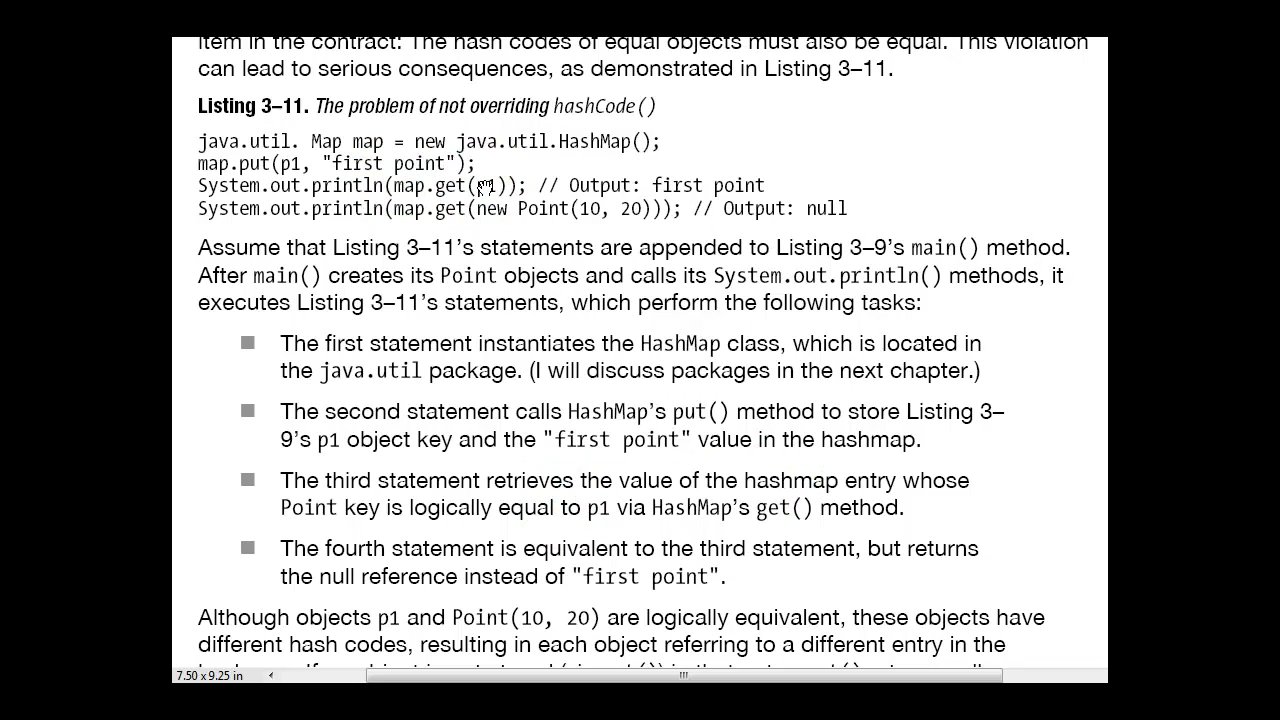 item in the contract: The hash codes of equal objects must also be equal. This violation
can lead to serious consequences, as demonstrated in Listing 3–11.
Listing 3–11. The problem of not overriding hashCode()
java.util. Map map = new java.util.HashMap();
map.put(p1, "first point");
System.out.println(map.get(p1)); // Output: first point
System.out.println(map.get(new Point(10, 20))); // Output: null
Assume that Listing 3–11's statements are appended to Listing 3–9's main() method.
After main() creates its Point objects and calls its System.out.println() methods, it
executes Listing 3–11's statements, which perform the following tasks:
The first statement instantiates the HashMap class, which is located in
the java.util package. (I will discuss packages in the next chapter.)
The second statement calls HashMap's put() method to store Listing 3–
9's p1 object key and the "first point" value in the hashmap.
The third statement retrieves the value of the hashmap entry whose
Point key is logically equal to p1 via HashMap's get() method.
The fourth statement is equivalent to the third statement, but returns
the null reference instead of "first point".
Although objects p1 and Point(10, 20) are logically equivalent, these objects have
different hash codes, resulting in each object referring to a different entry in the
7.50 x 9.25 in